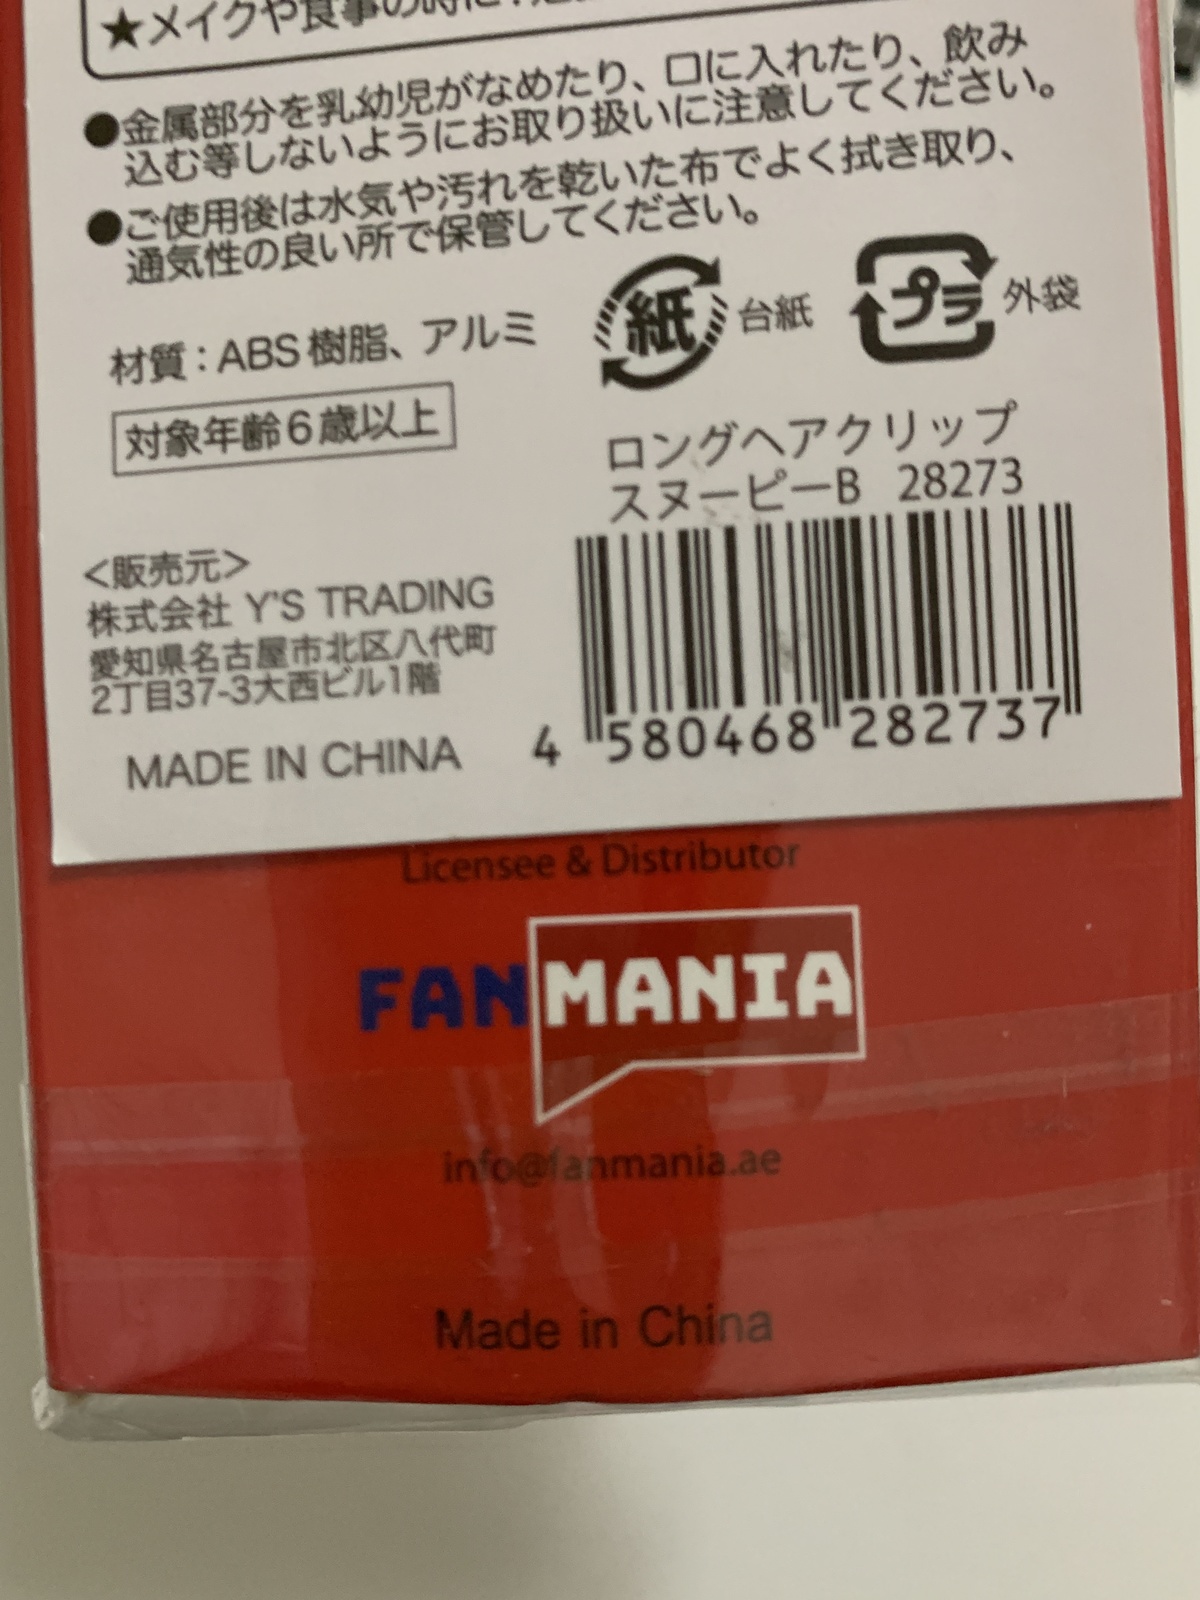 ★メイクや食事の時に
●金属部分を乳幼児がなめたり、口に入れたり、飲み
込む等しないようにお取り扱いに注意してください。
●ご使用後は水気や汚れを乾いた布でよく拭き取り、
通気性の良い所で保管してください。
材質：ABS樹脂、アルミ
紙 台紙
プラ 外袋
対象年齢6歳以上
ロングヘアクリップ
スヌーピーB 28273
<販売元>
株式会社 Y'S TRADING
愛知県名古屋市北区八代町
2丁目37-3大西ビル1階
MADE IN CHINA
4 580468 282737
Licensee & Distributor
FANMANIA
info@fanmania.ae
Made in China